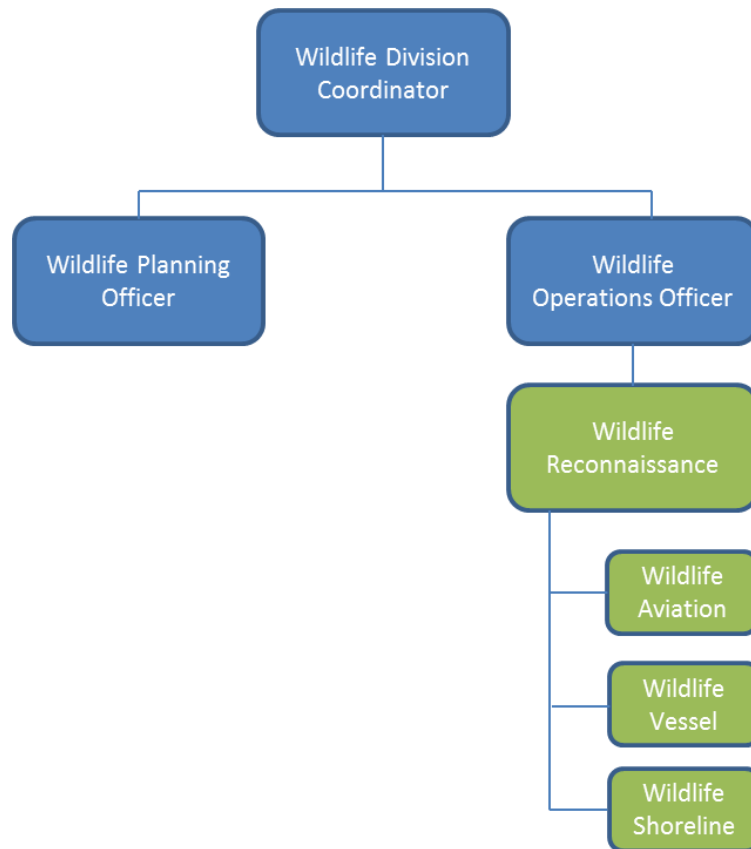 Wildlife Division
Coordinator
Wildlife Planning
Officer
Wildlife
Operations Officer
Wildlife
Reconnaissance
Wildlife
Aviation
Wildlife
Vessel
Wildlife
Shoreline